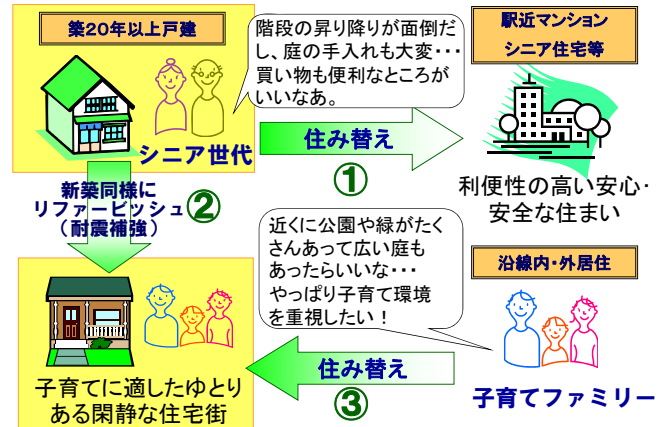 築20年以上戸建
階段の昇り降りが面倒だ
し、庭の手入れも大変・・・
買い物も便利なところが
いいなあ。
シニア世代
住み替え
①
駅近マンション
シニア住宅等
利便性の高い安心・
安全な住まい
新築同様に
リファービッシュ
（耐震補強）
②
近くに公園や緑がたく
さんあって広い庭も
あったらいいな・・・
やっぱり子育て環境
を重視したい！
沿線内・外居住
子育てファミリー
住み替え
③
子育てに適したゆとり
ある閑静な住宅街